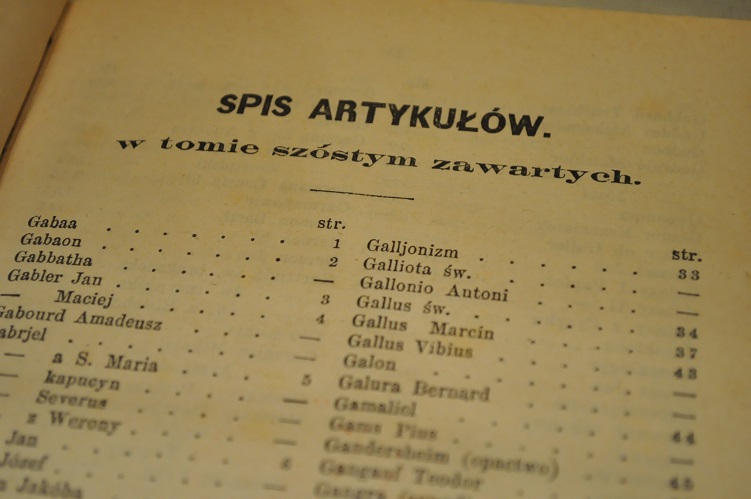 SPIS ARTYKUŁÓW.
w tomie szóstym zawartych.
str.
Gabaa . . . . . . 1
Gabaon . . . . . . 2
Gabbatha . . . . . —
Gabler Jan . . . . . 3
— Maciej . . . . . 4
Gabourd Amadeusz . . . —
abrjel . . . . . .
— a S. Maria . . . . 5
— kapucyn . . . . —
— Severus . . . .
z Werony . . . . —
Jan . . . . . 6
Józef . . . . .
Jakóba
str.
Galljonizm . . . . . 33
Galliota św. . . . . . —
Gallonio Antoni . . . . —
Gallus św. . . . . . 34
Gallus Marcin . . . . 37
Gallus Vibius . . . . 43
Galon . . . . . . —
Galura Bernard . . . . —
Gamaliel . . . . . 44
Gams Pius . . . . . —
Gandersheim (opactwo) . . 45
Gangauf Teodor
Gangra